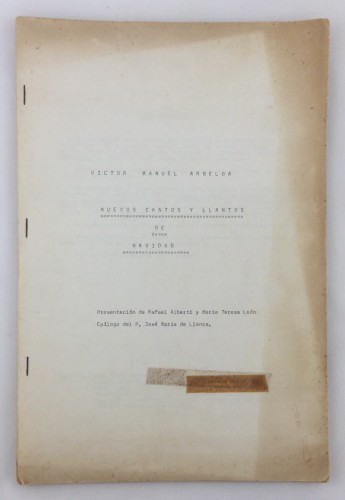 VICTOR MANUEL ARBELOA
NUEVOS CANTOS Y LLANTOS
DE
NAVIDAD
Presentación de Rafael Alberti y María Teresa León
Epílogo del P. José María de Llanos.